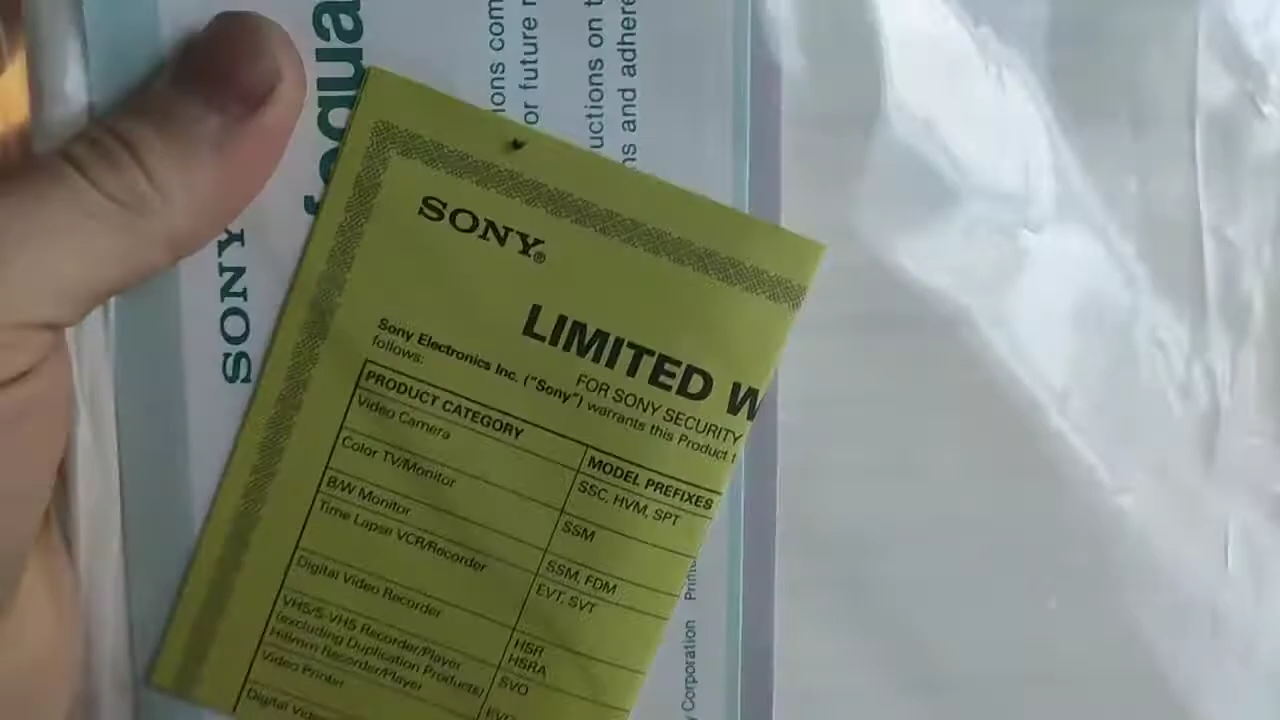 SONY®
LIMITED W
FOR SONY SECURITY
Sony Electronics Inc. ("Sony") warrants this Product t
follows:
PRODUCT CATEGORY
MODEL PREFIXES
Video Camera
SSC, HVM, SPT
Color TV/Monitor
SSM
B/W Monitor
SSM, FDM
Time Lapse VCR/Recorder
EVT, SVT
Digital Video Recorder
HSR
HSRA
VHS/S-VHS Recorder/Player
(excluding Duplication Products)
SVO
Hi8mm Recorder/Player
Video Printer
Digital
SONY
ions com
or future
uctions on t
and adhere
Corporation